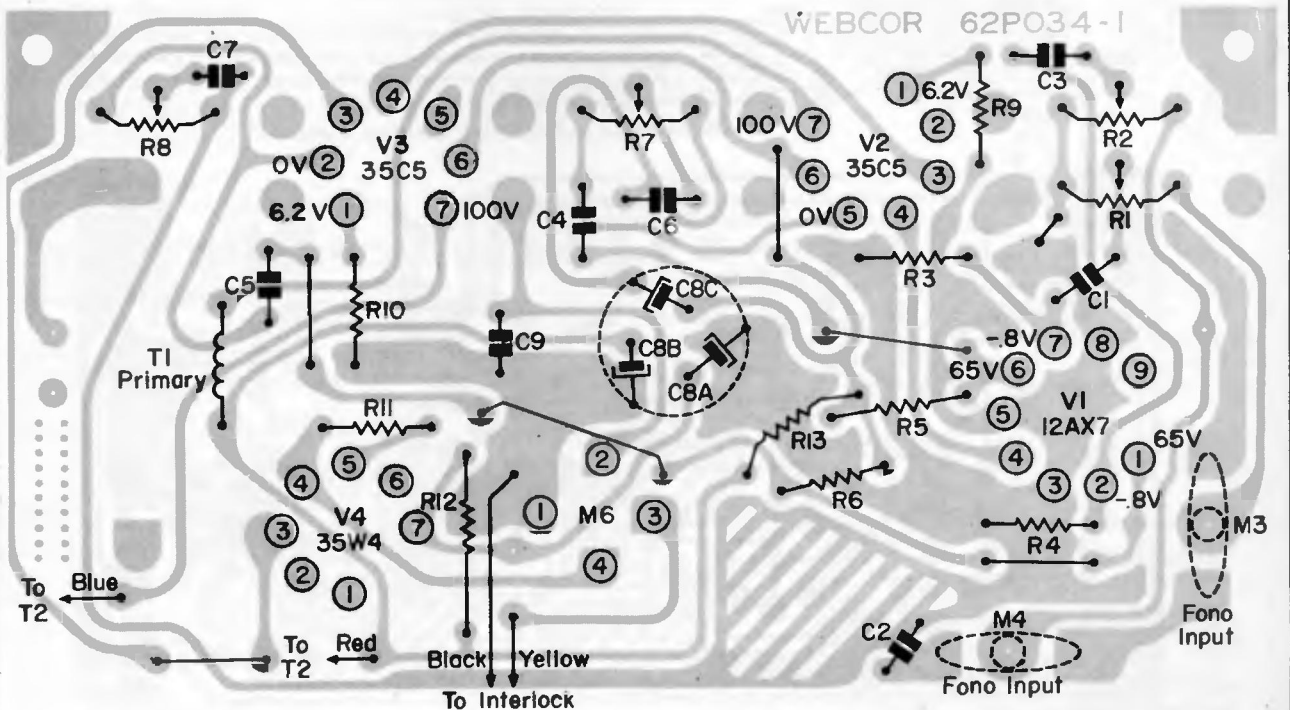 WEBCOR 62P034-1
C7
R8
3 4 5
V3
35C5
0V 2 6
6.2V 1 7 100V
R7
C4
C6
100V 7
6
0V 5 4
V2
35C5
1 6.2V
2
3
R9
C3
R2
R1
R3
C1
C5
R10
T1
Primary
C9
C8C
C8B
C8A
-.8V 7 8
65V 6 9
5
V1
12AX7
4 3 2 1 65V
-.8V
R11
5
4 6
V4
35W4
3 7
2 1
R12
2
1 M6 3
4
R13
R5
R6
R4
M3
Fono
Input
M4
Fono Input
C2
To
T2
Blue
To
T2
Red
Black
Yellow
To Interlock